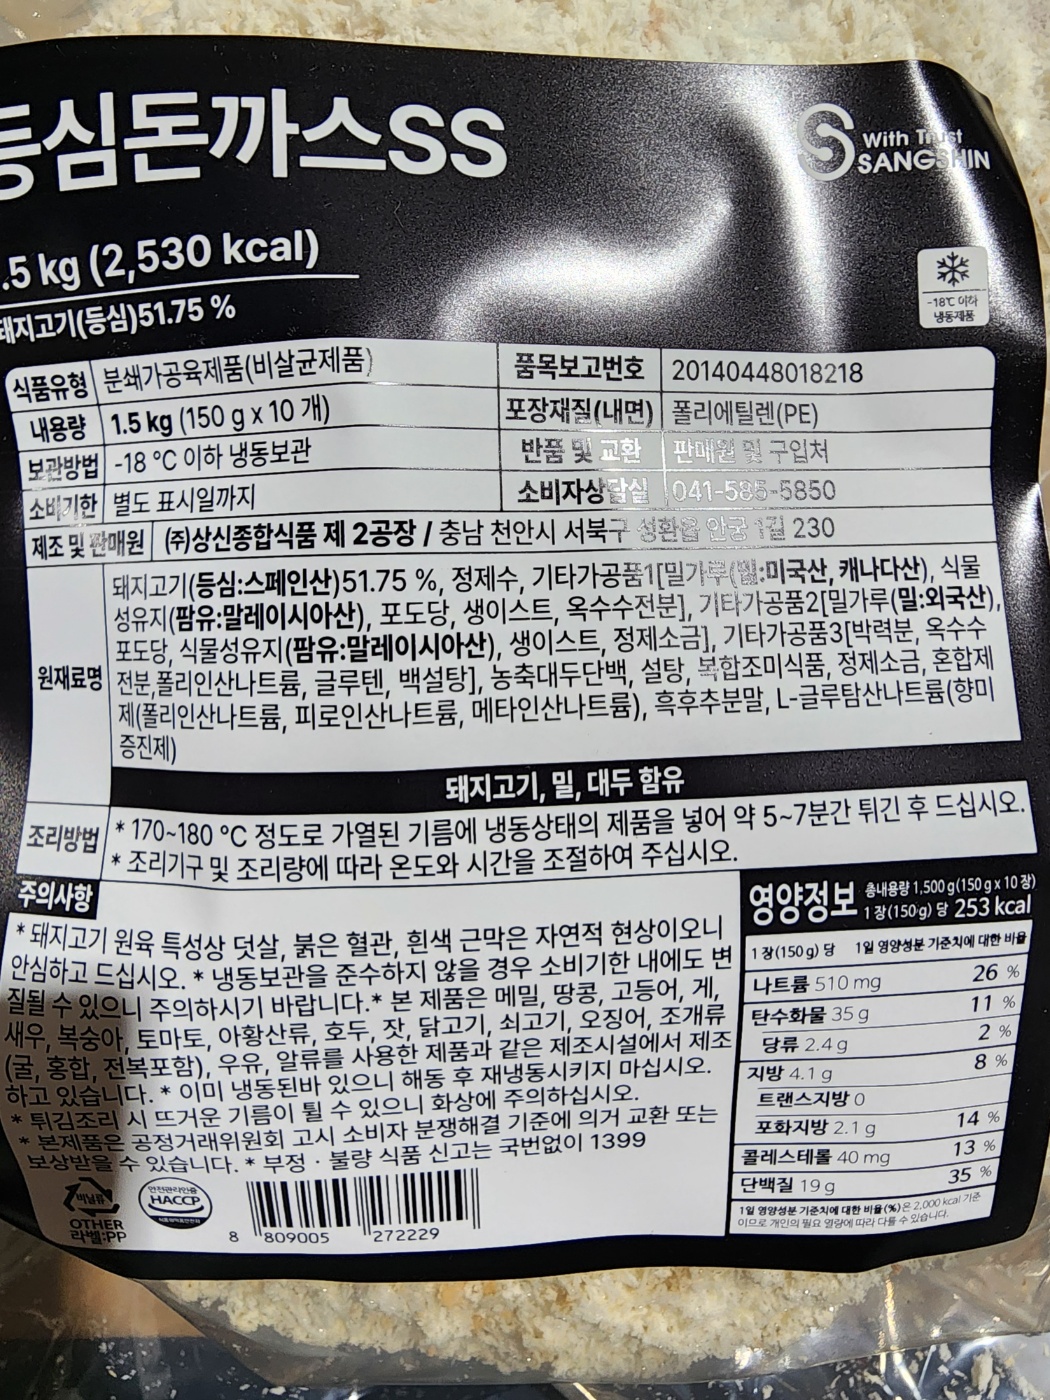 등심돈까스SS
With Trust
SANGSHIN
.5 kg (2,530 kcal)
돼지고기(등심)51.75 %
-18℃ 이하
냉동제품
식품유형 분쇄가공육제품(비살균제품) 품목보고번호 20140448018218
내용량 1.5 kg (150 g x 10 개) 포장재질(내면) 폴리에틸렌(PE)
보관방법 -18 ℃ 이하 냉동보관 반품 및 교환 판매원 및 구입처
소비기한 별도 표시일까지 소비자상담실 041-585-5850
제조 및 판매원 (주)상신종합식품 제 2공장 / 충남 천안시 서북구 성환읍 안궁 1길 230
원재료명
돼지고기(등심:스페인산)51.75 %, 정제수, 기타가공품1[밀가루(밀:미국산, 캐나다산), 식물
성유지(팜유:말레이시아산), 포도당, 생이스트, 옥수수전분], 기타가공품2[밀가루(밀:외국산),
포도당, 식물성유지(팜유:말레이시아산), 생이스트, 정제소금], 기타가공품3[박력분, 옥수수
전분,폴리인산나트륨, 글루텐, 백설탕], 농축대두단백, 설탕, 복합조미식품, 정제소금, 혼합제
제(폴리인산나트륨, 피로인산나트륨, 메타인산나트륨), 흑후추분말, L-글루탐산나트륨(향미
증진제)
돼지고기, 밀, 대두 함유
조리방법
* 170~180 ℃ 정도로 가열된 기름에 냉동상태의 제품을 넣어 약 5~7분간 튀긴 후 드십시오.
* 조리기구 및 조리량에 따라 온도와 시간을 조절하여 주십시오.
주의사항
* 돼지고기 원육 특성상 덧살, 붉은 혈관, 흰색 근막은 자연적 현상이오니
안심하고 드십시오. * 냉동보관을 준수하지 않을 경우 소비기한 내에도 변
질될 수 있으니 주의하시기 바랍니다.* 본 제품은 메밀, 땅콩, 고등어, 게,
새우, 복숭아, 토마토, 아황산류, 호두, 잣, 닭고기, 쇠고기, 오징어, 조개류
(굴, 홍합, 전복포함), 우유, 알류를 사용한 제품과 같은 제조시설에서 제조
하고 있습니다. * 이미 냉동된바 있으니 해동 후 재냉동시키지 마십시오.
* 튀김조리 시 뜨거운 기름이 튈 수 있으니 화상에 주의하십시오.
* 본제품은 공정거래위원회 고시 소비자 분쟁해결 기준에 의거 교환 또는
보상받을 수 있습니다. * 부정 · 불량 식품 신고는 국번없이 1399
영양정보 총내용량 1,500 g(150 g x 10 장)
1 장(150 g) 당 253 kcal
1 장(150 g) 당 1일 영양성분 기준치에 대한 비율
나트륨 510 mg 26 %
탄수화물 35 g 11 %
당류 2.4 g 2 %
지방 4.1 g 8 %
트랜스지방 0
포화지방 2.1 g 14 %
콜레스테롤 40 mg 13 %
단백질 19 g 35 %
1일 영양성분 기준치에 대한 비율(%)은 2,000 kcal 기준
이므로 개인의 필요 열량에 따라 다를 수 있습니다.
비닐류
OTHER
라벨:PP
안전관리인증
HACCP
식품의약품안전처
8 809005 272229